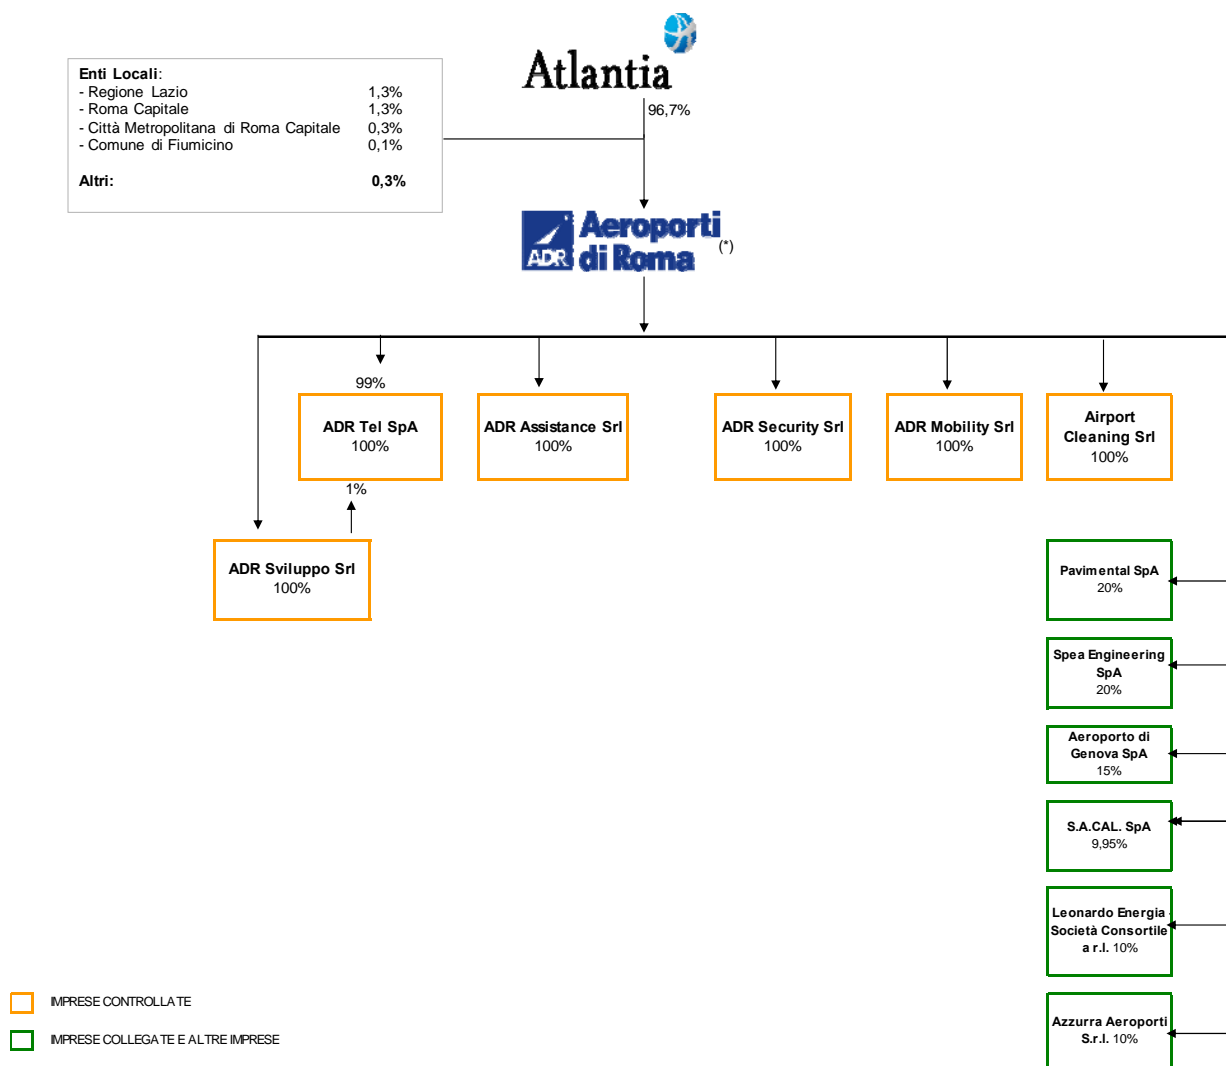 Atlantia
Enti Locali:
- Regione Lazio 1,3%
- Roma Capitale 1,3%
- Città Metropolitana di Roma Capitale 0,3%
- Comune di Fiumicino 0,1%
Altri: 0,3%
96,7%
ADR Aeroporti
di Roma
(*)
99%
ADR Tel SpA
100%
ADR Assistance Srl
100%
ADR Security Srl
100%
ADR Mobility Srl
100%
Airport
Cleaning Srl
100%
1%
ADR Sviluppo Srl
100%
Pavimental SpA
20%
Spea Engineering
SpA
20%
Aeroporto di
Genova SpA
15%
S.A.CAL. SpA
9,95%
Leonardo Energia -
Società Consortile
a r.l. 10%
Azzurra Aeroporti
S.r.l. 10%
IMPRESE CONTROLLATE
IMPRESE COLLEGATE E ALTRE IMPRESE